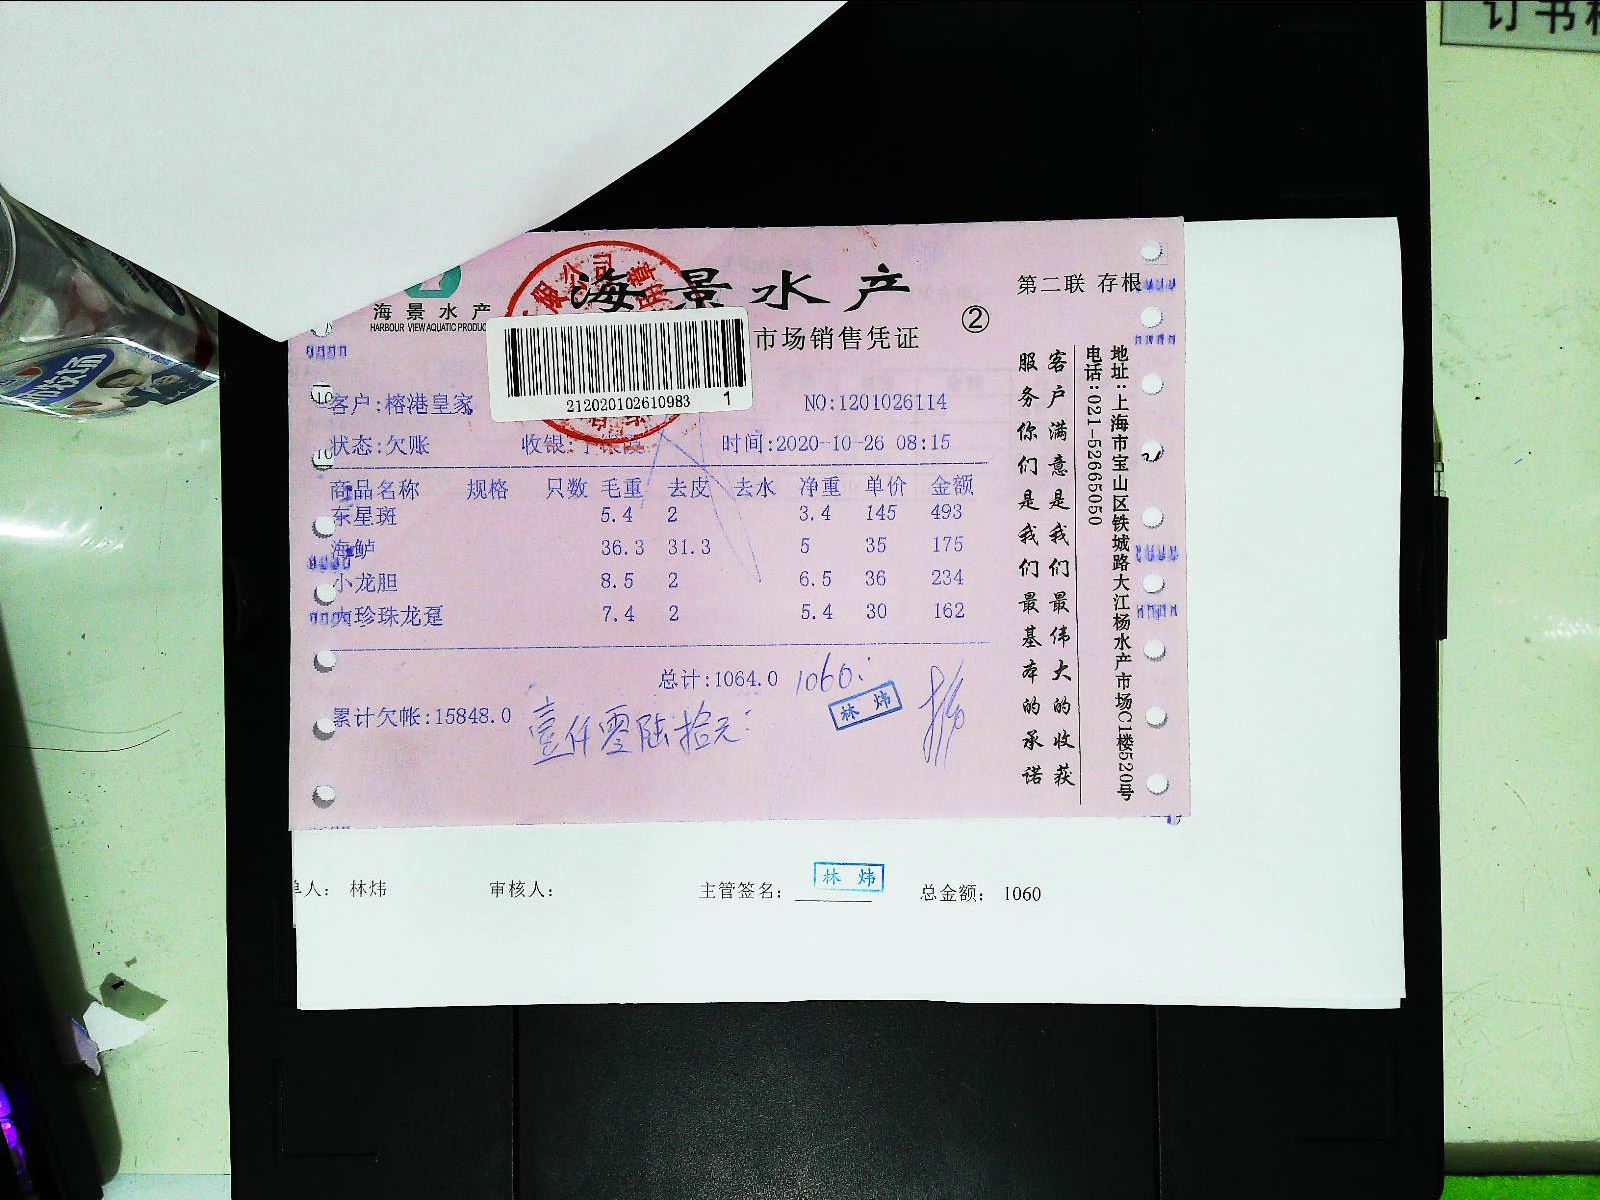 订书
海景水产 第二联 存根
海景水产
HARBOUR VIEW AQUATIC PRODUC
市场销售凭证 ②
212020102610983 1
客户:榕港皇家 NO:1201026114
状态:欠账 收银: 时间:2020-10-26 08:15
商品名称 规格 只数 毛重 去皮 去水 净重 单价 金额
东星斑 5.4 2 3.4 145 493
海鲈 36.3 31.3 5 35 175
小龙胆 8.5 2 6.5 36 234
大珍珠龙趸 7.4 2 5.4 30 162
总计:1064.0 1060.
林炜
累计欠帐:15848.0 壹仟零陆拾元
客户满意是我们最伟大的收获
服务你们是我们最基本的承诺
地址:上海市宝山区铁城路大江杨水产市场C1楼520号
电话:021-52665050
单人: 林炜 审核人: 主管签名: 林炜 总金额: 1060